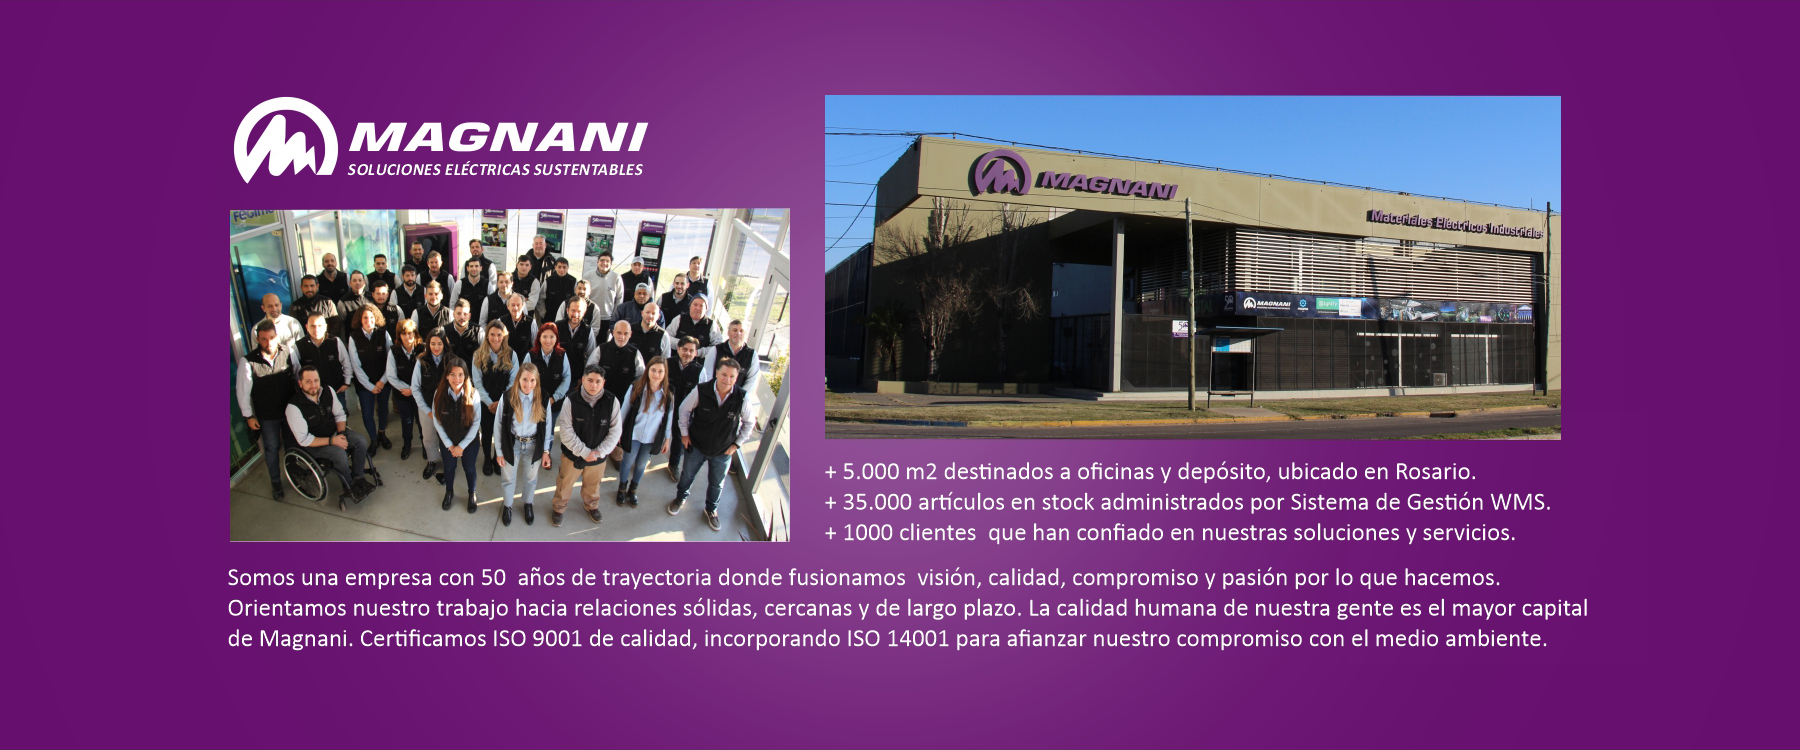 MAGNANI
SOLUCIONES ELÉCTRICAS SUSTENTABLES
MAGNANI
Materiales Eléctricos Industriales
MAGNANI
+ 5.000 m2 destinados a oficinas y depósito, ubicado en Rosario.
+ 35.000 artículos en stock administrados por Sistema de Gestión WMS.
+ 1000 clientes  que han confiado en nuestras soluciones y servicios.
Somos una empresa con 50  años de trayectoria donde fusionamos  visión, calidad, compromiso y pasión por lo que hacemos.
Orientamos nuestro trabajo hacia relaciones sólidas, cercanas y de largo plazo. La calidad humana de nuestra gente es el mayor capital
de Magnani. Certificamos ISO 9001 de calidad, incorporando ISO 14001 para afianzar nuestro compromiso con el medio ambiente.